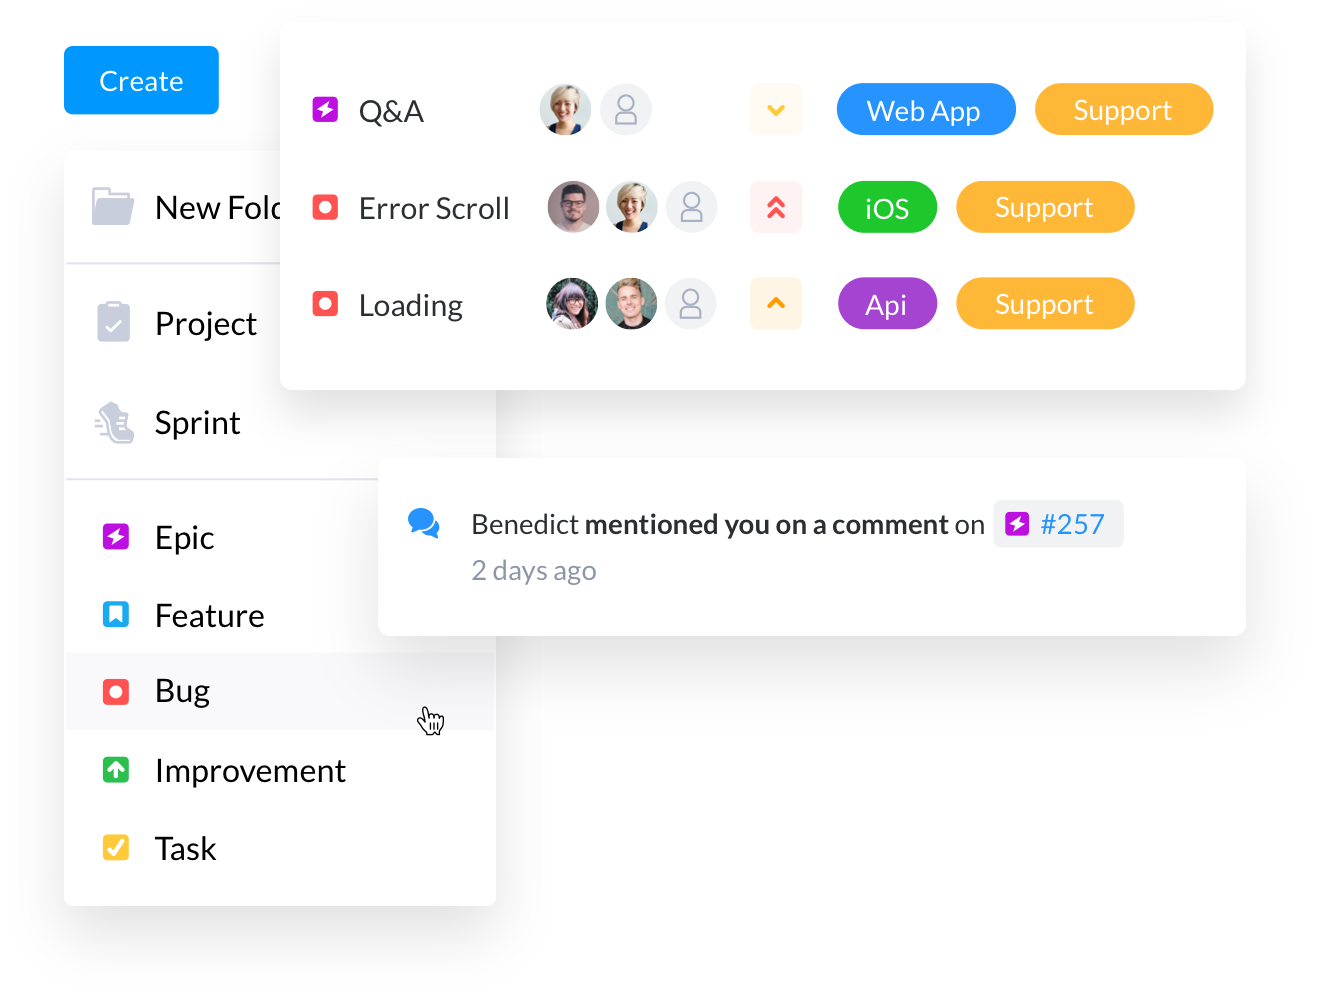 Create
New Fol
Project
Sprint
Epic
Feature
Bug
Improvement
Task
Q&A
Web App
Support
Error Scroll
iOS
Support
Loading
Api
Support
Benedict mentioned you on a comment on #257
2 days ago